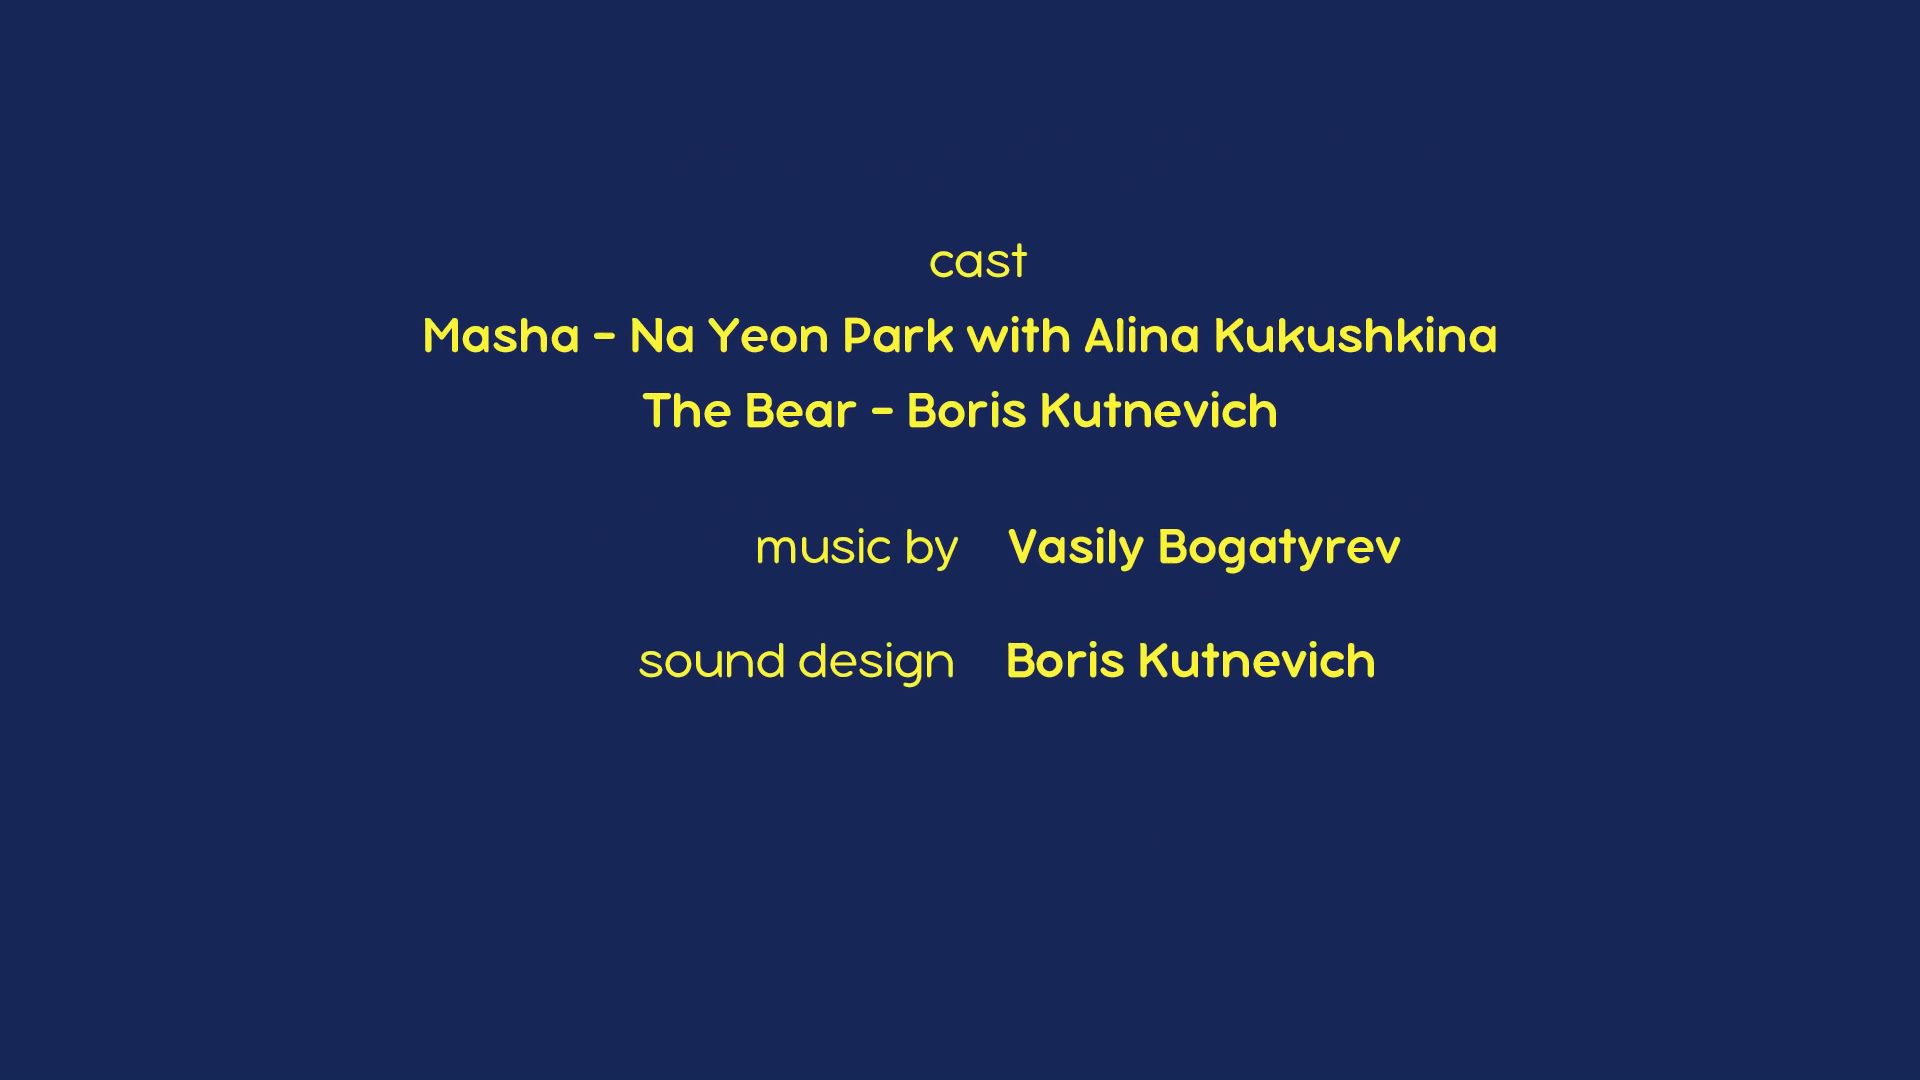 cast
Masha - Na Yeon Park with Alina Kukushkina
The Bear - Boris Kutnevich
music by Vasily Bogatyrev
sound design Boris Kutnevich